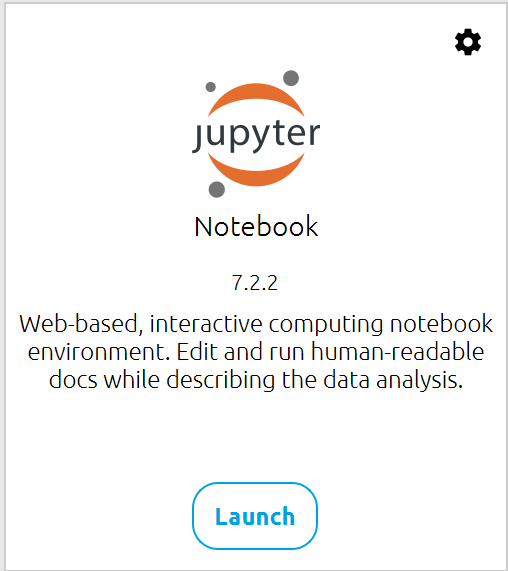 jupyter
Notebook
7.2.2
Web-based, interactive computing notebook
environment. Edit and run human-readable
docs while describing the data analysis.
Launch